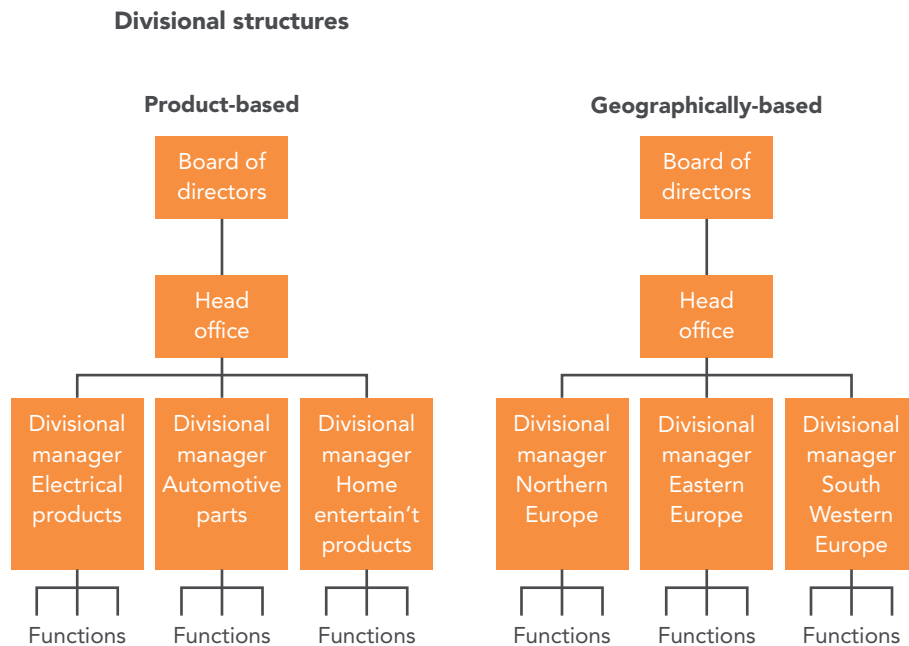 Divisional structures
Product-based
Board of
directors
Head
office
Divisional
manager
Electrical
products
Divisional
manager
Automotive
parts
Divisional
manager
Home
entertain’t
products
Functions
Functions
Functions
Geographically-based
Board of
directors
Head
office
Divisional
manager
Northern
Europe
Divisional
manager
Eastern
Europe
Divisional
manager
South
Western
Europe
Functions
Functions
Functions